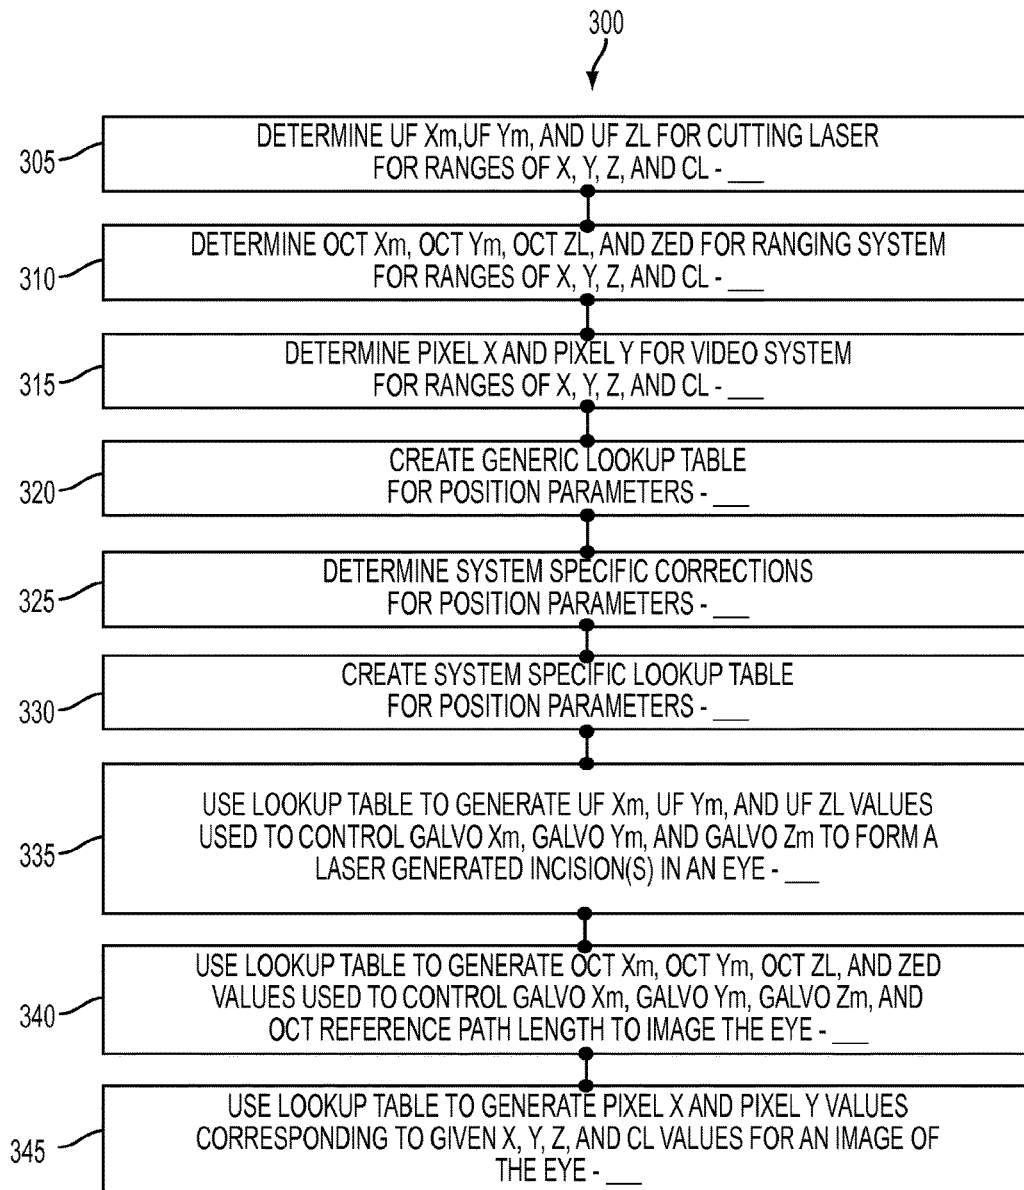 300
305
DETERMINE UF Xm,UF Ym, AND UF ZL FOR CUTTING LASER
FOR RANGES OF X, Y, Z, AND CL - ___
310
DETERMINE OCT Xm, OCT Ym, OCT ZL, AND ZED FOR RANGING SYSTEM
FOR RANGES OF X, Y, Z, AND CL - ___
315
DETERMINE PIXEL X AND PIXEL Y FOR VIDEO SYSTEM
FOR RANGES OF X, Y, Z, AND CL - ___
320
CREATE GENERIC LOOKUP TABLE
FOR POSITION PARAMETERS - ___
325
DETERMINE SYSTEM SPECIFIC CORRECTIONS
FOR POSITION PARAMETERS - ___
330
CREATE SYSTEM SPECIFIC LOOKUP TABLE
FOR POSITION PARAMETERS - ___
335
USE LOOKUP TABLE TO GENERATE UF Xm, UF Ym, AND UF ZL VALUES
USED TO CONTROL GALVO Xm, GALVO Ym, AND GALVO Zm TO FORM A
LASER GENERATED INCISION(S) IN AN EYE - ___
340
USE LOOKUP TABLE TO GENERATE OCT Xm, OCT Ym, OCT ZL, AND ZED
VALUES USED TO CONTROL GALVO Xm, GALVO Ym, GALVO Zm, AND
OCT REFERENCE PATH LENGTH TO IMAGE THE EYE - ___
345
USE LOOKUP TABLE TO GENERATE PIXEL X AND PIXEL Y VALUES
CORRESPONDING TO GIVEN X, Y, Z, AND CL VALUES FOR AN IMAGE OF
THE EYE - ___